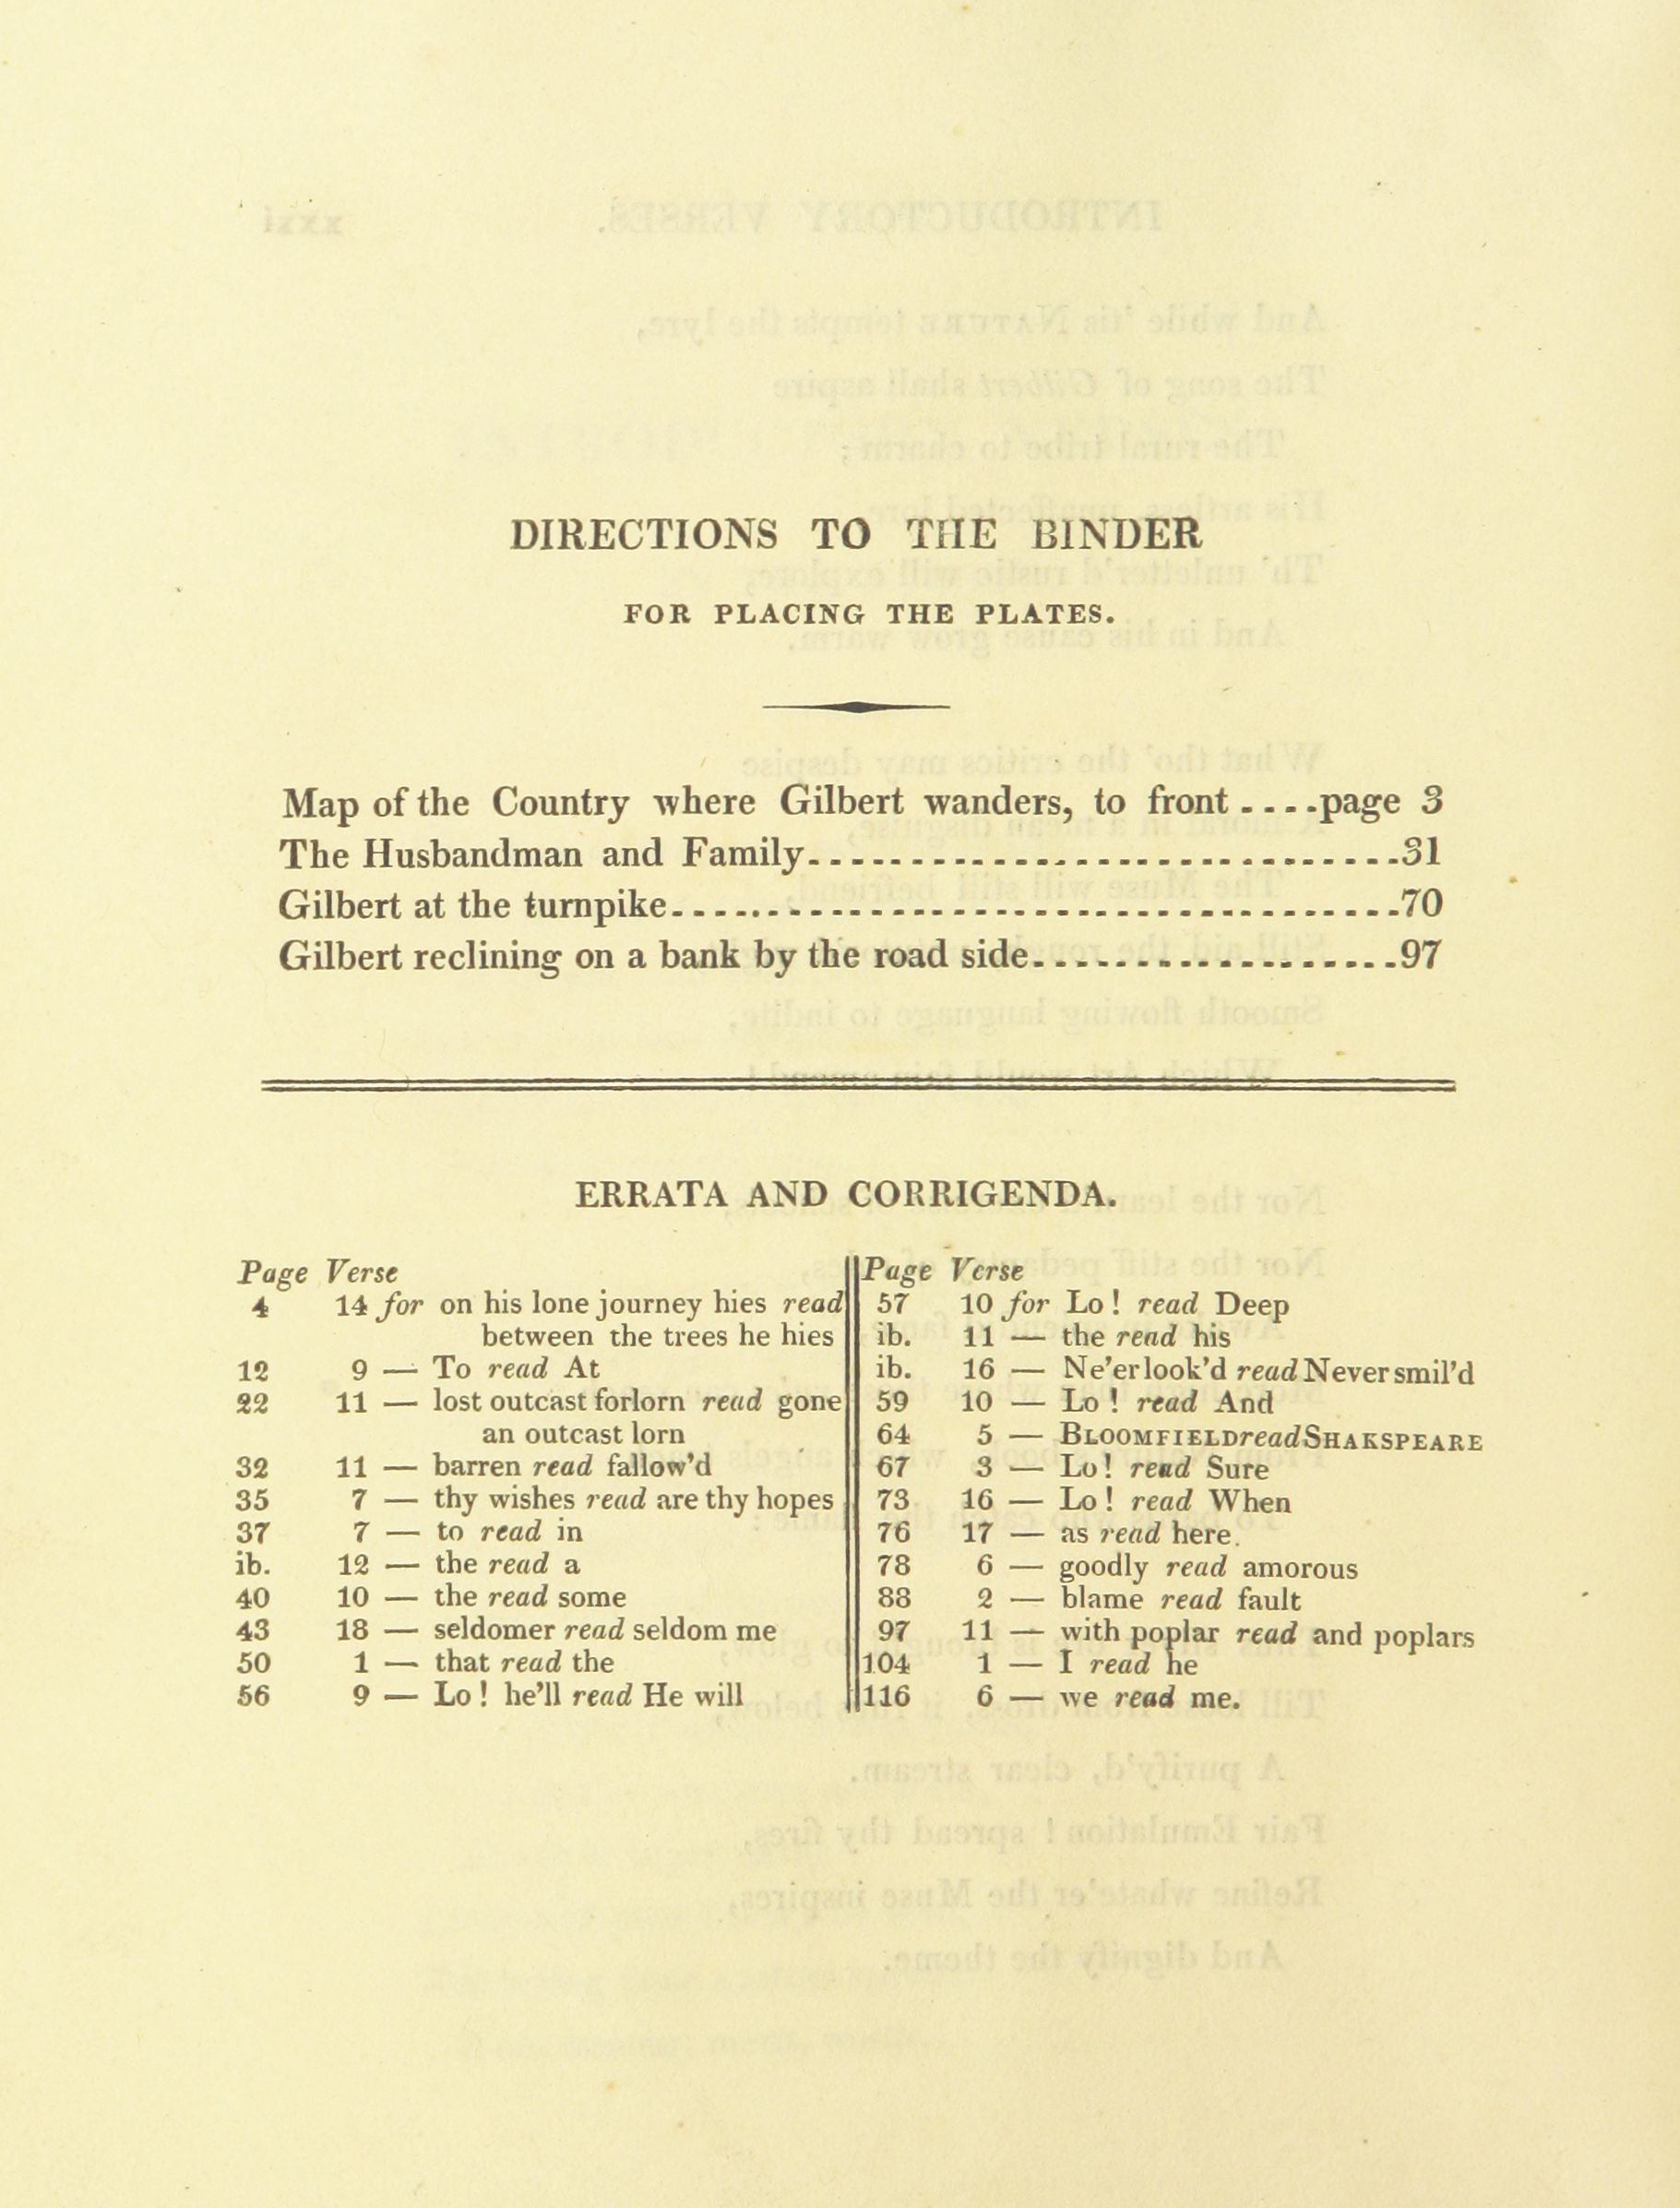 DIRECTIONS TO THE BINDER
FOR PLACING THE PLATES.
Map of the Country where Gilbert wanders, to front ....page 3
The Husbandman and Family..............................31
Gilbert at the turnpike.....................................70
Gilbert reclining on a bank by the road side...................97
ERRATA AND CORRIGENDA.
Page Verse
4 14 for on his lone journey hies read
between the trees he hies
12 9 — To read At
22 11 — lost outcast forlorn read gone
an outcast lorn
32 11 — barren read fallow'd
35 7 — thy wishes read are thy hopes
37 7 — to read in
ib. 12 — the read a
40 10 — the read some
43 18 — seldomer read seldom me
50 1 — that read the
56 9 — Lo! he'll read He will
Page Verse
57 10 for Lo! read Deep
ib. 11 — the read his
ib. 16 — Ne'er look'd read Never smil'd
59 10 — Lo! read And
64 5 — BLOOMFIELD read SHAKSPEARE
67 3 — Lo! read Sure
73 16 — Lo! read When
76 17 — as read here.
78 6 — goodly read amorous
88 2 — blame read fault
97 11 — with poplar read and poplars
104 1 — I read he
116 6 — we read me.